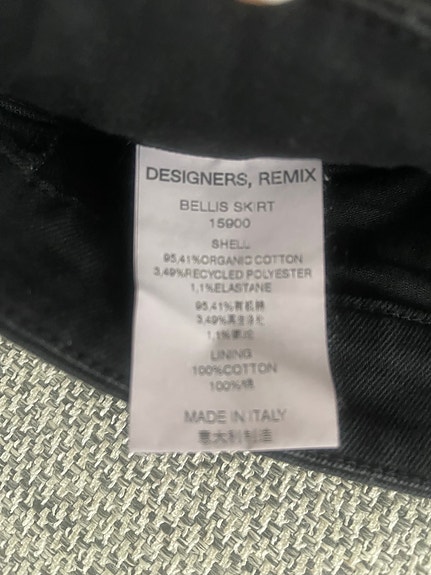 DESIGNERS, REMIX
BELLIS SKIRT
15900
SHELL
95,41%ORGANIC COTTON
3,49%RECYCLED POLYESTER
1,1%ELASTANE
95,41%有机棉
3,49%
1,1%
LINING
100%COTTON
100%棉
MADE IN ITALY
意大利制造